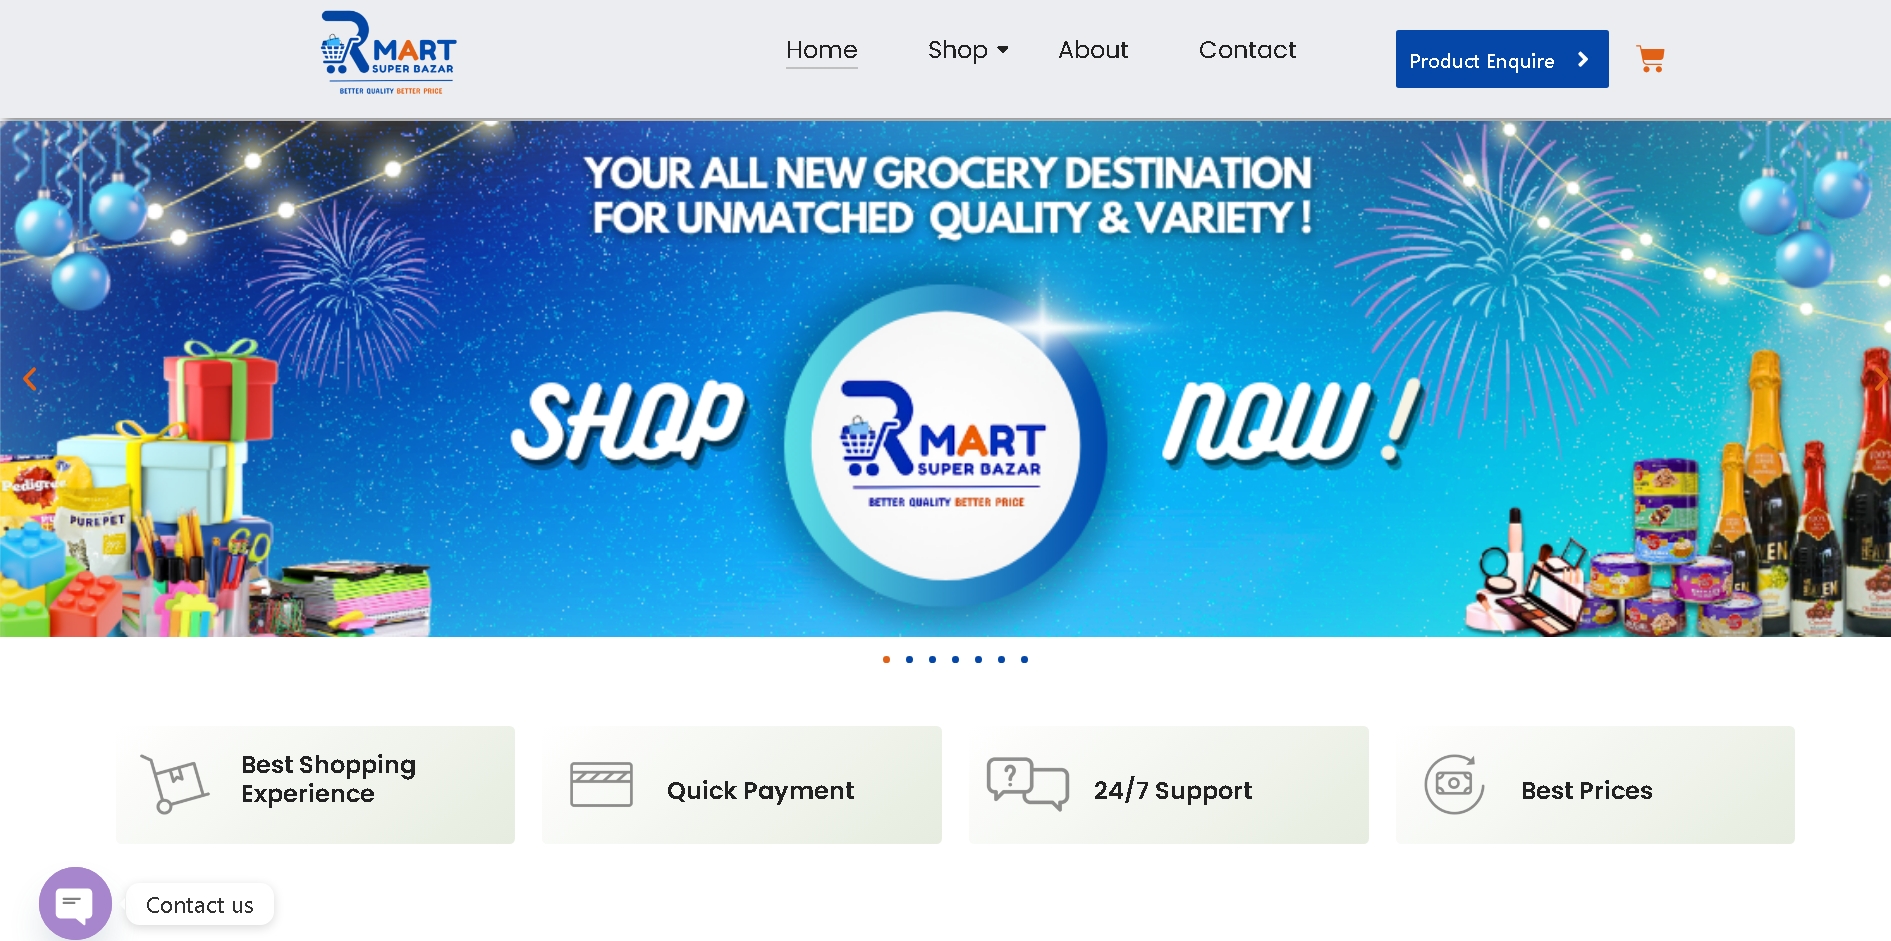 R MART
SUPER BAZAR
BETTER QUALITY BETTER PRICE
Home
Shop
About
Contact
Product Enquire
YOUR ALL NEW GROCERY DESTINATION
FOR UNMATCHED QUALITY & VARIETY !
SHOP
R MART
SUPER BAZAR
BETTER QUALITY BETTER PRICE
NOW !
Pedigree
PUREPET
Best Shopping
Experience
Quick Payment
24/7 Support
Best Prices
Contact us